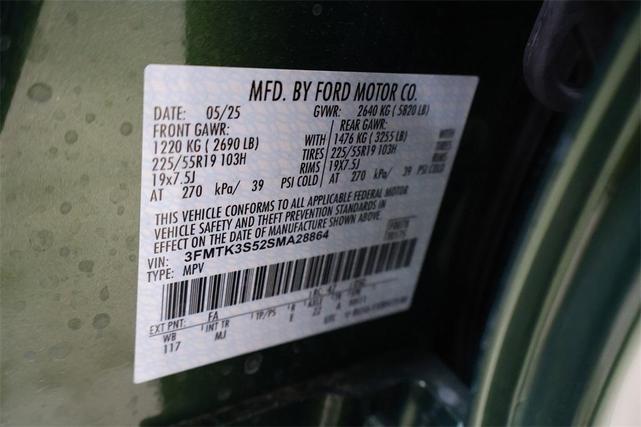 MFD. BY FORD MOTOR CO.
DATE: 05/25 GVWR: 2640 KG ( 5820 LB)
FRONT GAWR: REAR GAWR:
1220 KG ( 2690 LB) WITH 1476 KG ( 3255 LB)
225/55R19 103H TIRES 225/55R19 103H
19X7.5J RIMS 19X7.5J
AT 270 kPa/ 39 PSI COLD AT 270 kPa/ 39 PSI COLD
THIS VEHICLE CONFORMS TO ALL APPLICABLE FEDERAL MOTOR
VEHICLE SAFETY AND THEFT PREVENTION STANDARDS IN
EFFECT ON THE DATE OF MANUFACTURE SHOWN ABOVE.
VIN: 3FMTK3S52SMA28864
TYPE: MPV
EXT PNT: FA
WB INT TR TP/PS R
117 MJ